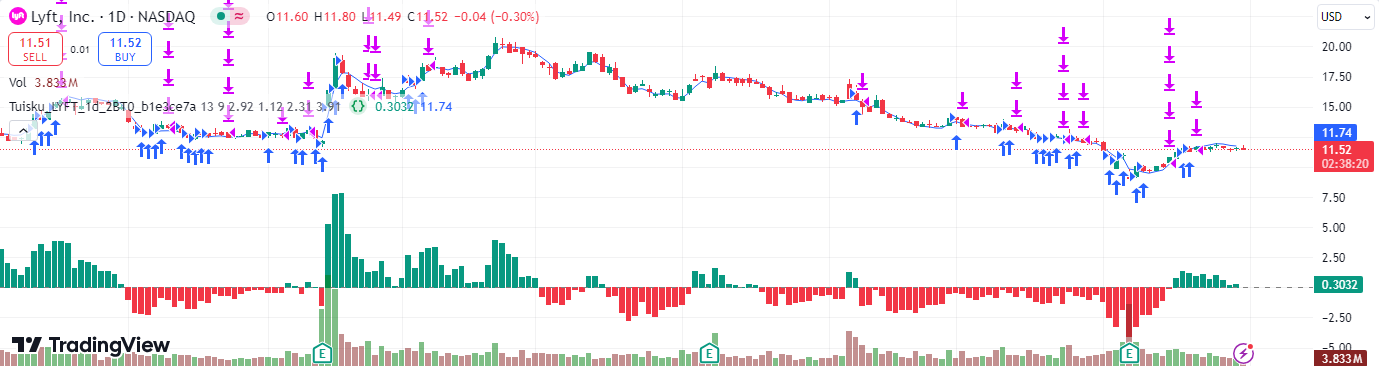 Lyft, Inc. · 1D · NASDAQ O11.60 H11.80 L11.49 C11.52 −0.04 (−0.30%)
USD
11.51
SELL
0.01
11.52
BUY
Vol 3.833M
Tuisku_LYFT-1d_2BT0_b1e3ce7a 13 9 2.92 1.12 2.31 3.91 0.3032 11.74
20.00
17.50
15.00
11.74
11.52
02:38:20
7.50
5.00
2.50
0.3032
−2.50
−5.00
3.833M
E
E
E
TradingView